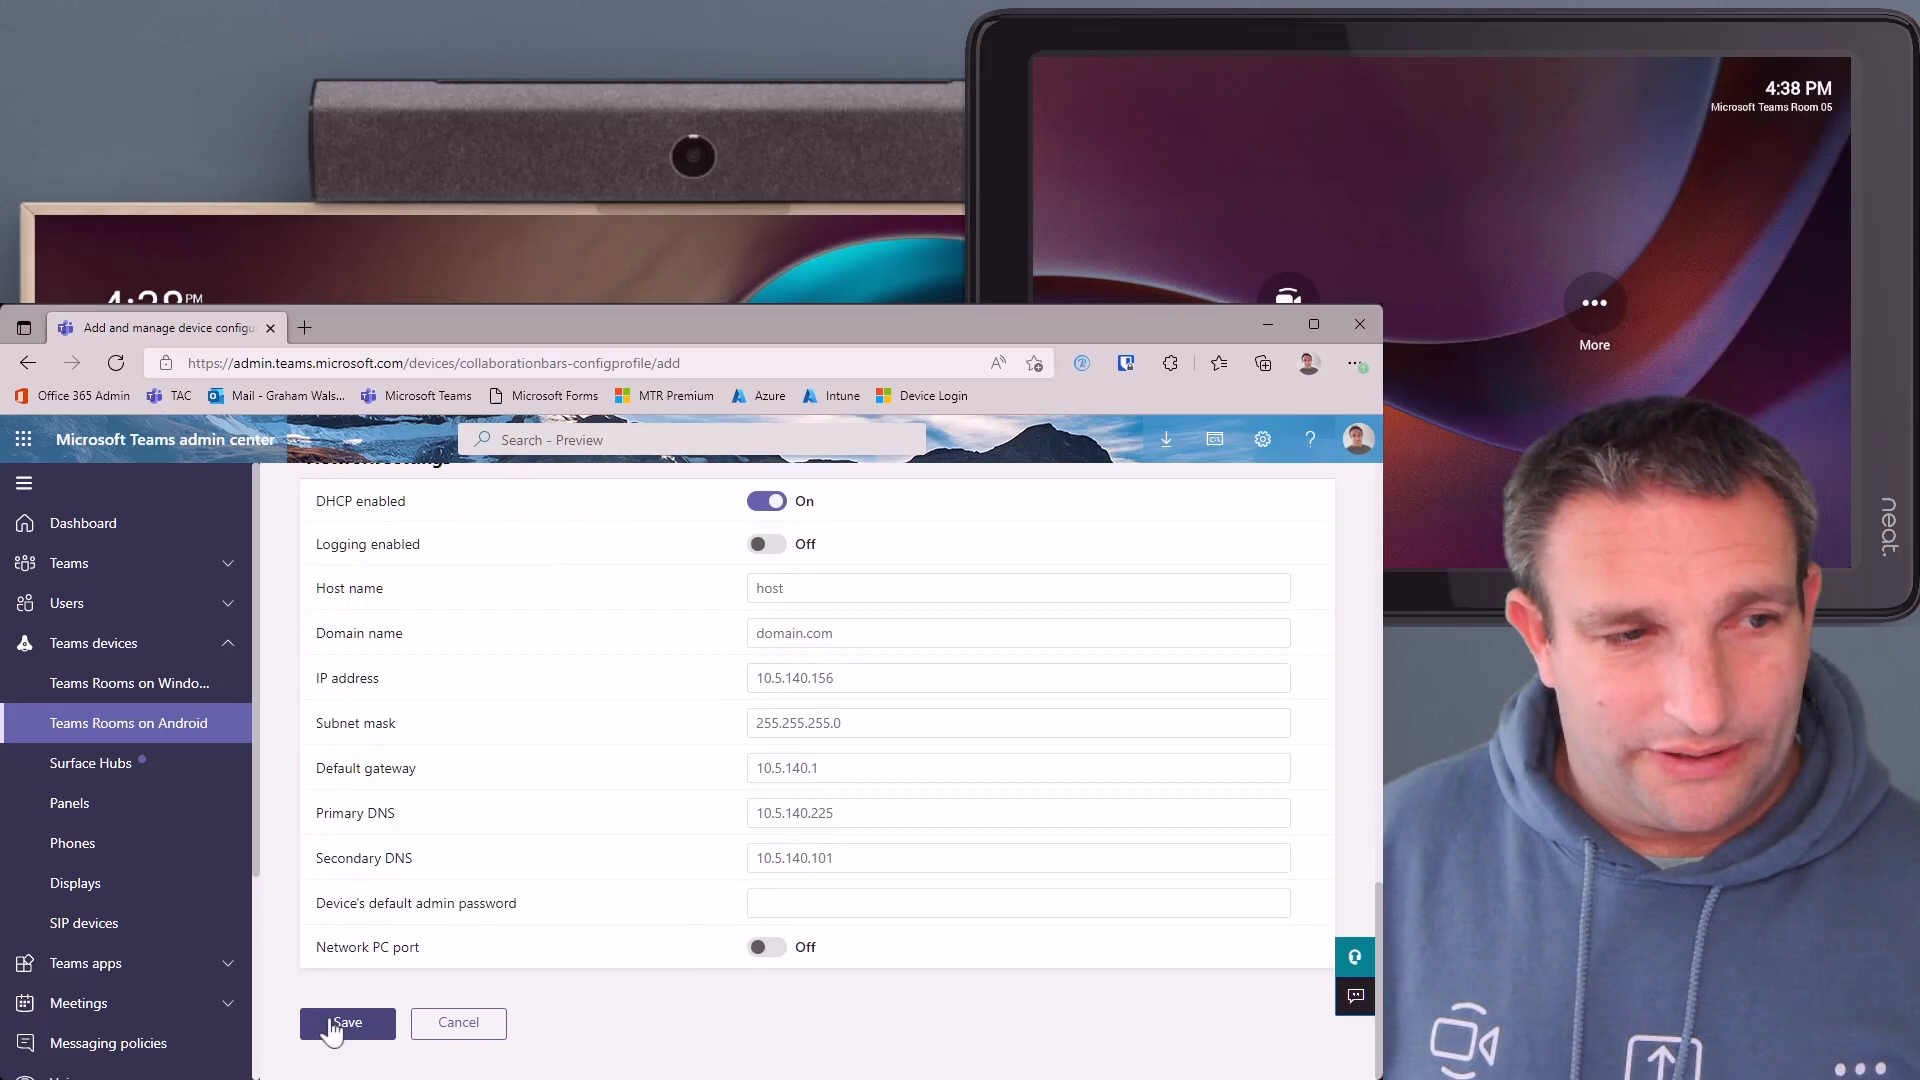 4:38 PM
Microsoft Teams Room 05
More
neat.
4:38 PM
Add and manage device configu
https://admin.teams.microsoft.com/devices/collaborationbars-configprofile/add
Office 365 Admin
TAC
Mail - Graham Wals...
Microsoft Teams
Microsoft Forms
MTR Premium
Azure
Intune
Device Login
Microsoft Teams admin center
Search - Preview
Dashboard
Teams
Users
Teams devices
Teams Rooms on Windo...
Teams Rooms on Android
Surface Hubs
Panels
Phones
Displays
SIP devices
Teams apps
Meetings
Messaging policies
DHCP enabled On
Logging enabled Off
Host name host
Domain name domain.com
IP address 10.5.140.156
Subnet mask 255.255.255.0
Default gateway 10.5.140.1
Primary DNS 10.5.140.225
Secondary DNS 10.5.140.101
Device's default admin password
Network PC port Off
Save
Cancel